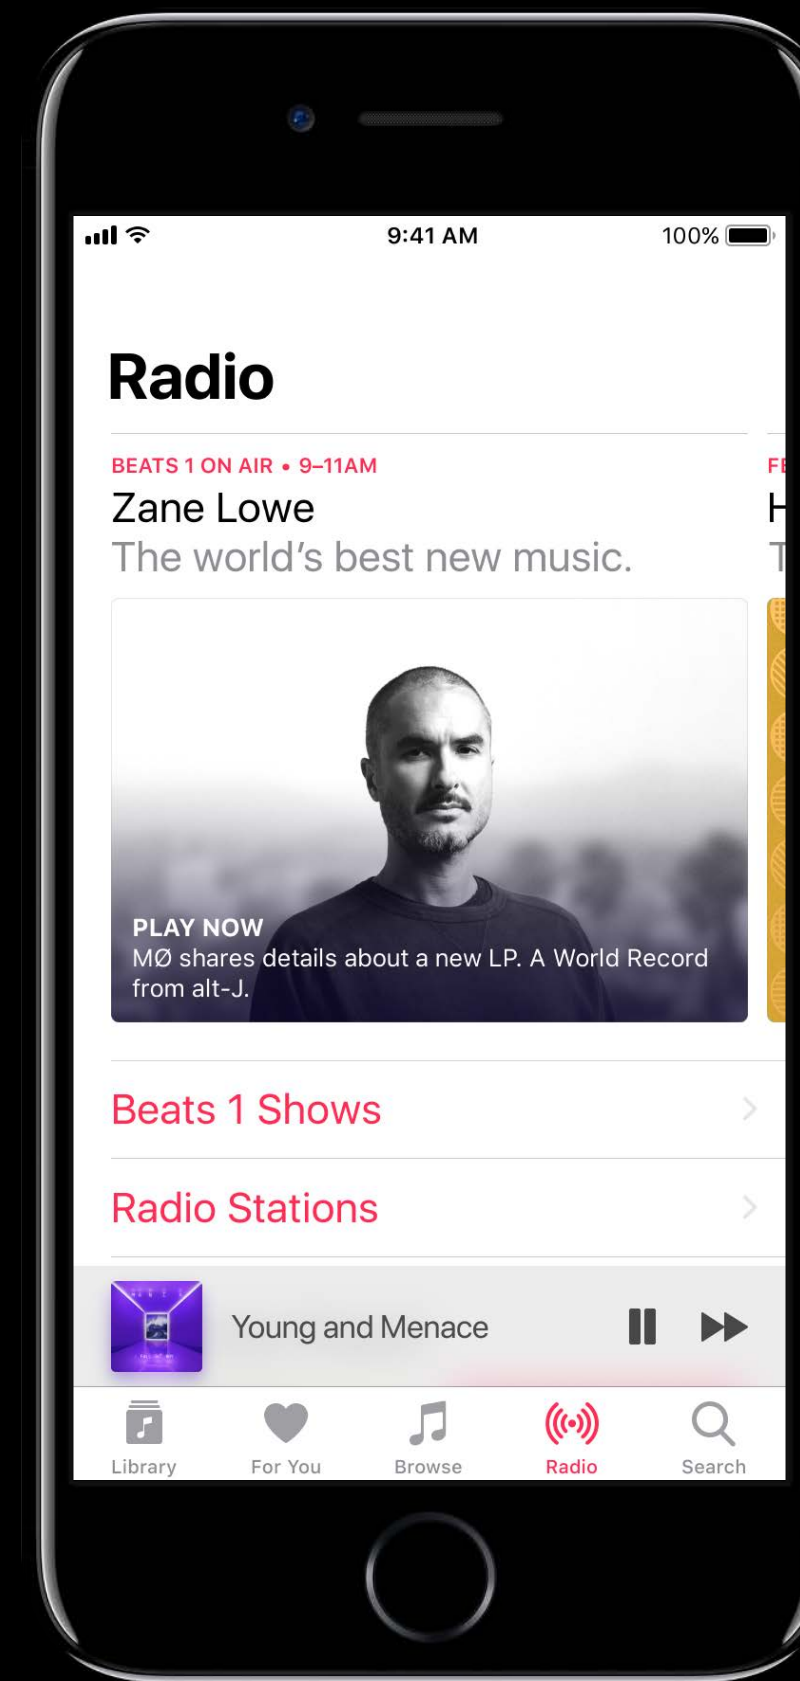 9:41 AM
100%
Radio
BEATS 1 ON AIR • 9–11AM
Zane Lowe
The world's best new music.
PLAY NOW
MØ shares details about a new LP. A World Record
from alt-J.
Beats 1 Shows
Radio Stations
Young and Menace
Library
For You
Browse
Radio
Search